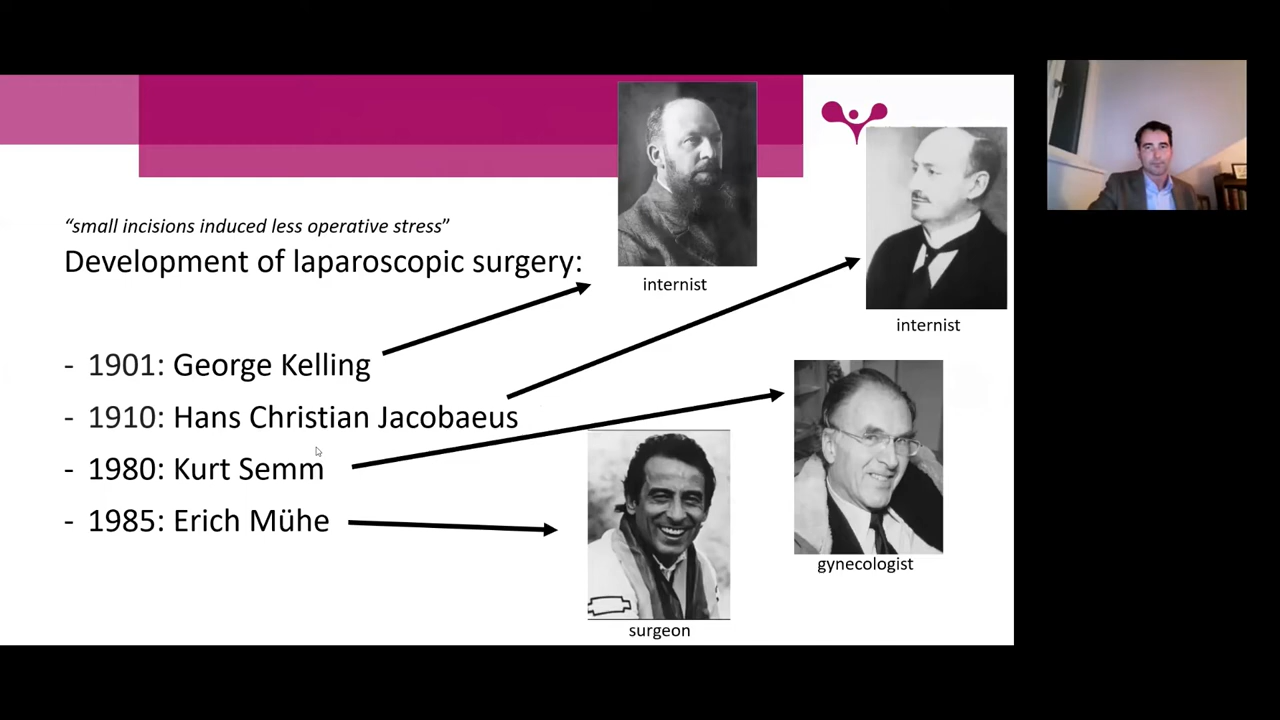 “small incisions induced less operative stress”
Development of laparoscopic surgery:
- 1901: George Kelling
- 1910: Hans Christian Jacobaeus
- 1980: Kurt Semm
- 1985: Erich Mühe
internist
internist
gynecologist
surgeon